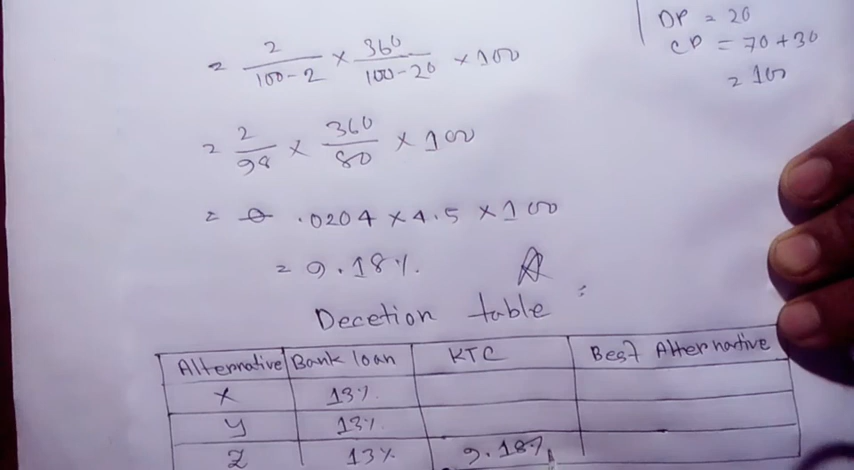 DP = 20
CD = 70 + 30
= 100
= 2/(100-2) × 360/(100-20) × 100
= 2/98 × 360/80 × 100
= .0204 × 4.5 × 100
= 9.18%.
Decetion table :
Alternative Bank loan KTC Best Alternative
X 13%
Y 13%
Z 13% 9.18%